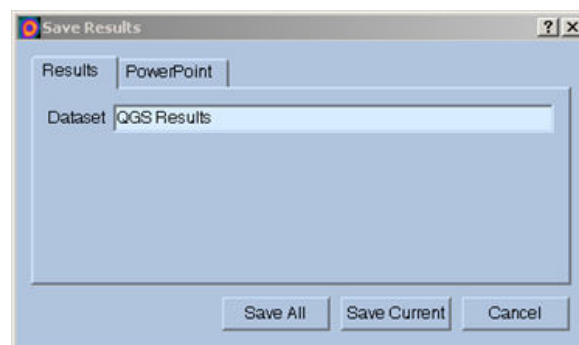 Save Results
Results PowerPoint
Dataset QGS Results
Save All Save Current Cancel